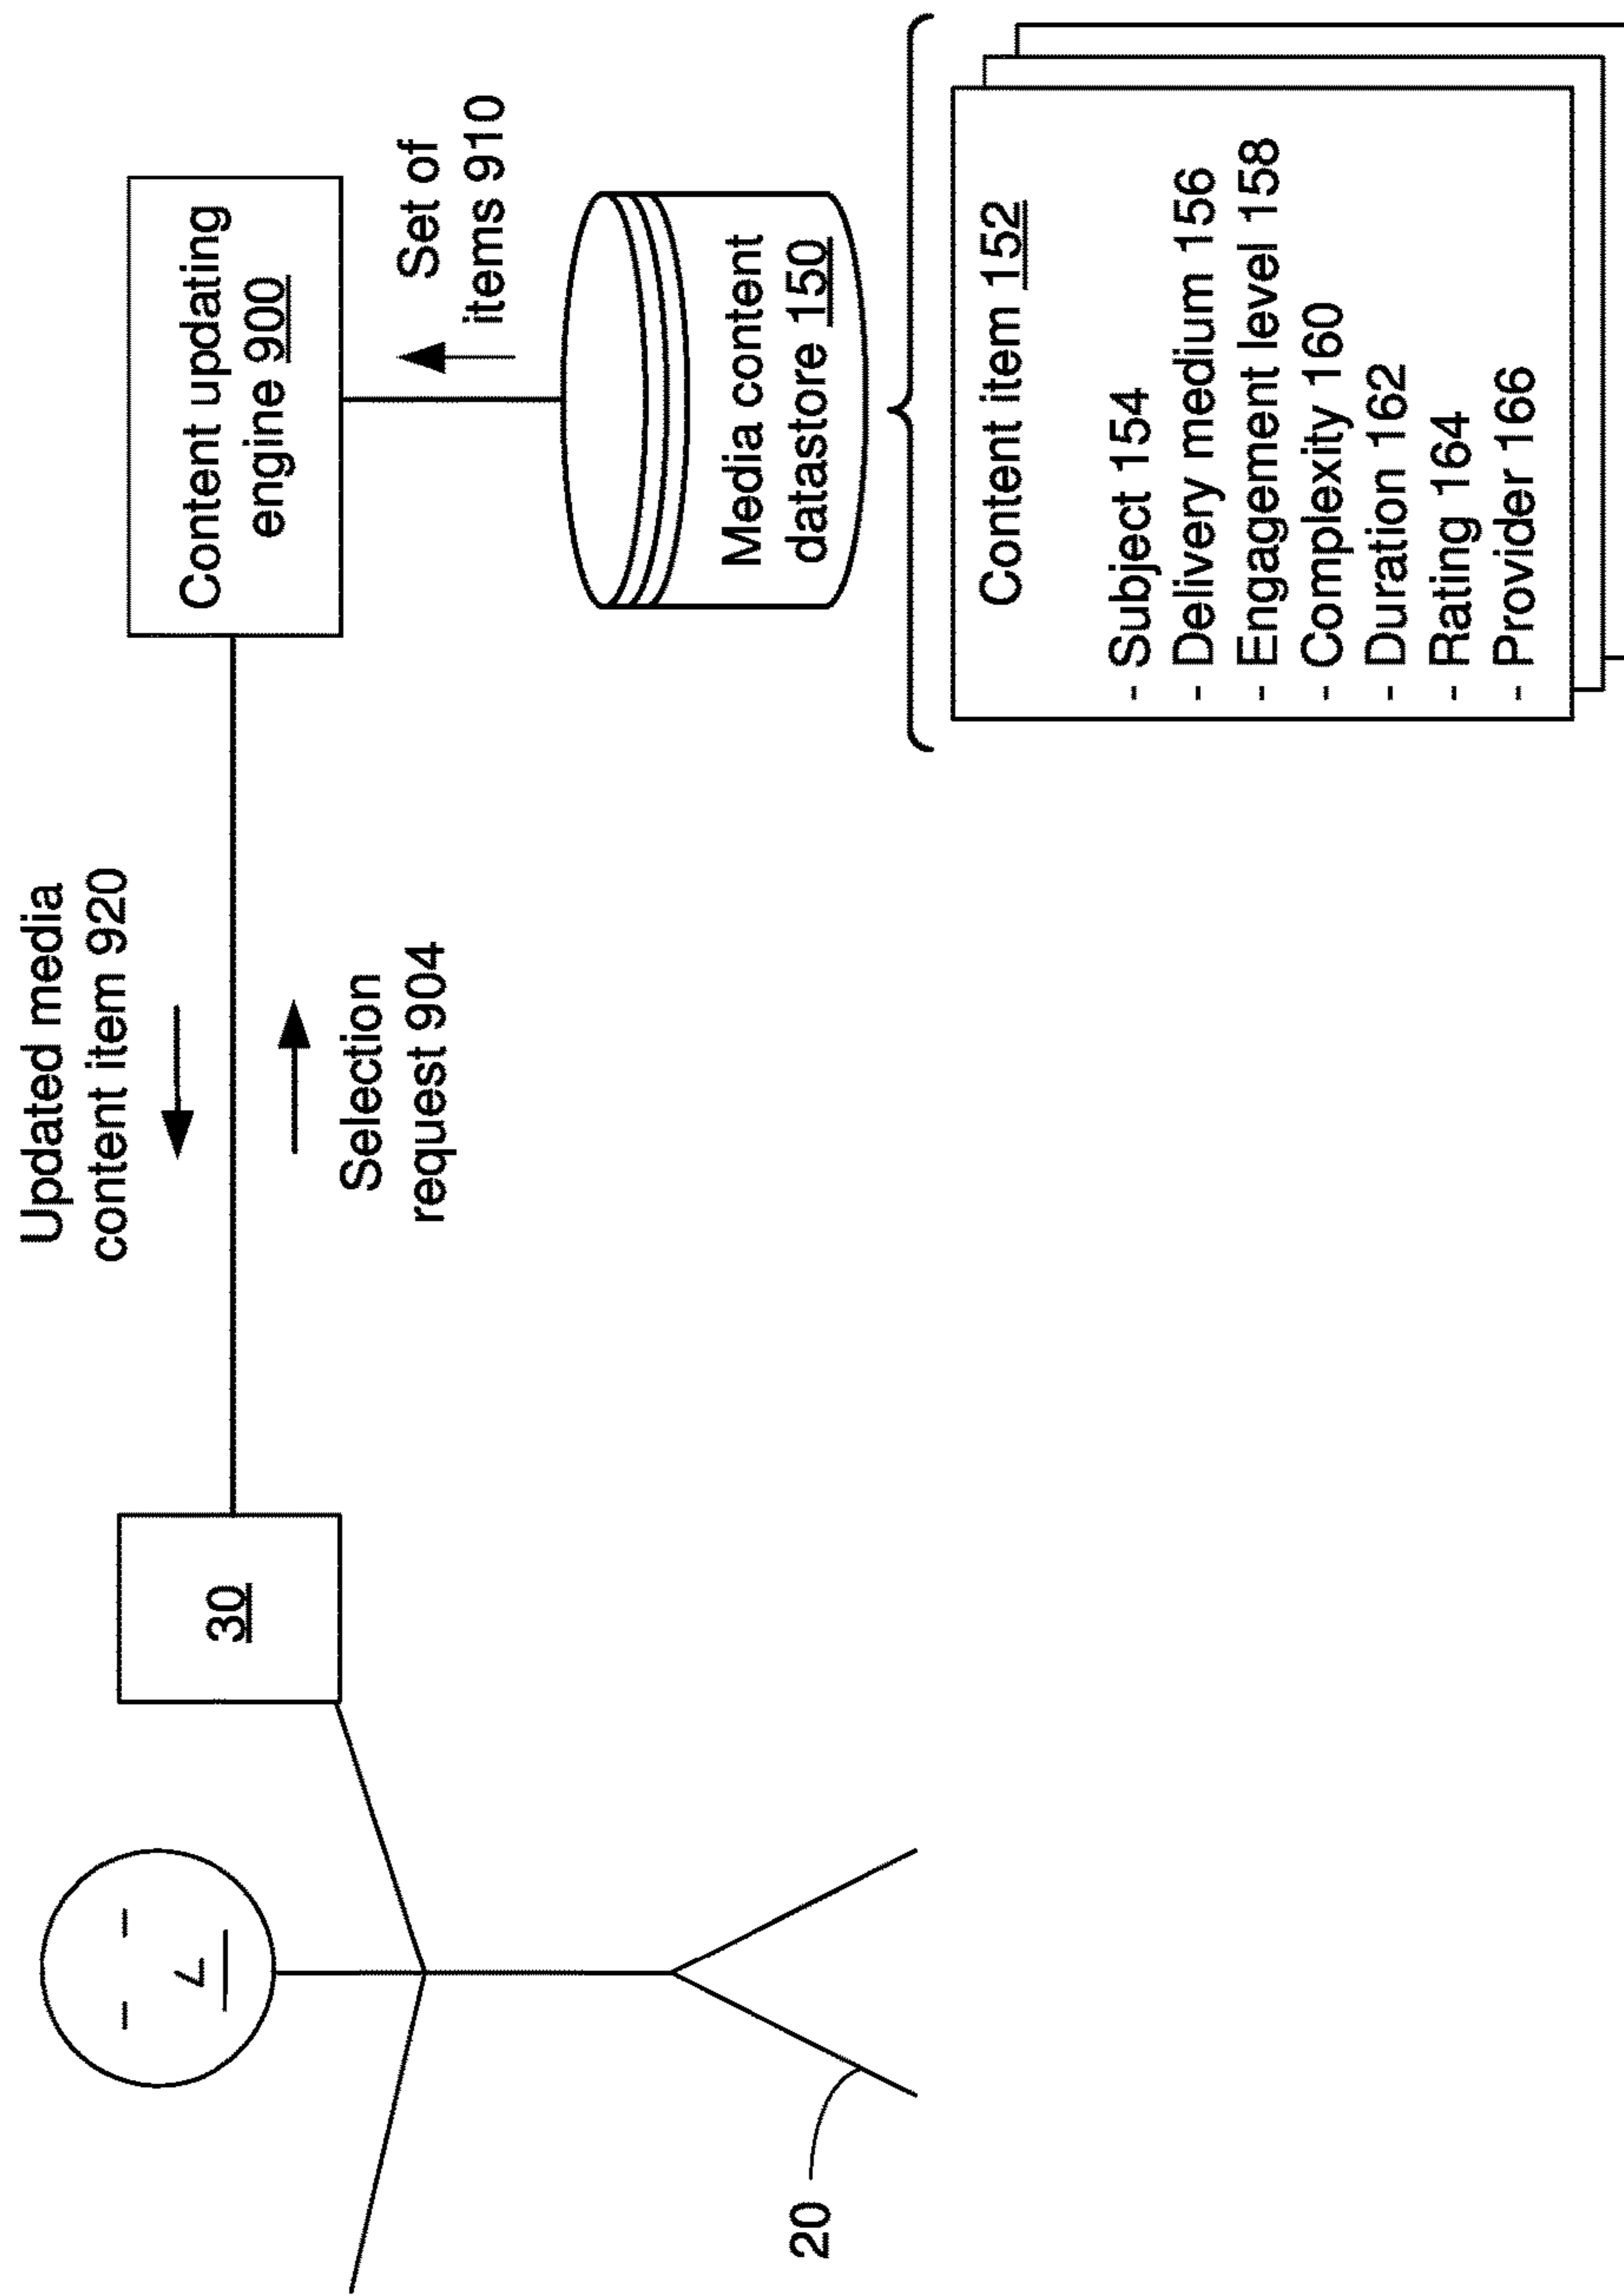 Updated media
content item 920
Selection
request 904
30
20
Content updating
engine 900
Set of
items 910
Media content
datastore 150
Content item 152
- Subject 154
- Delivery medium 156
- Engagement level 158
- Complexity 160
- Duration 162
- Rating 164
- Provider 166